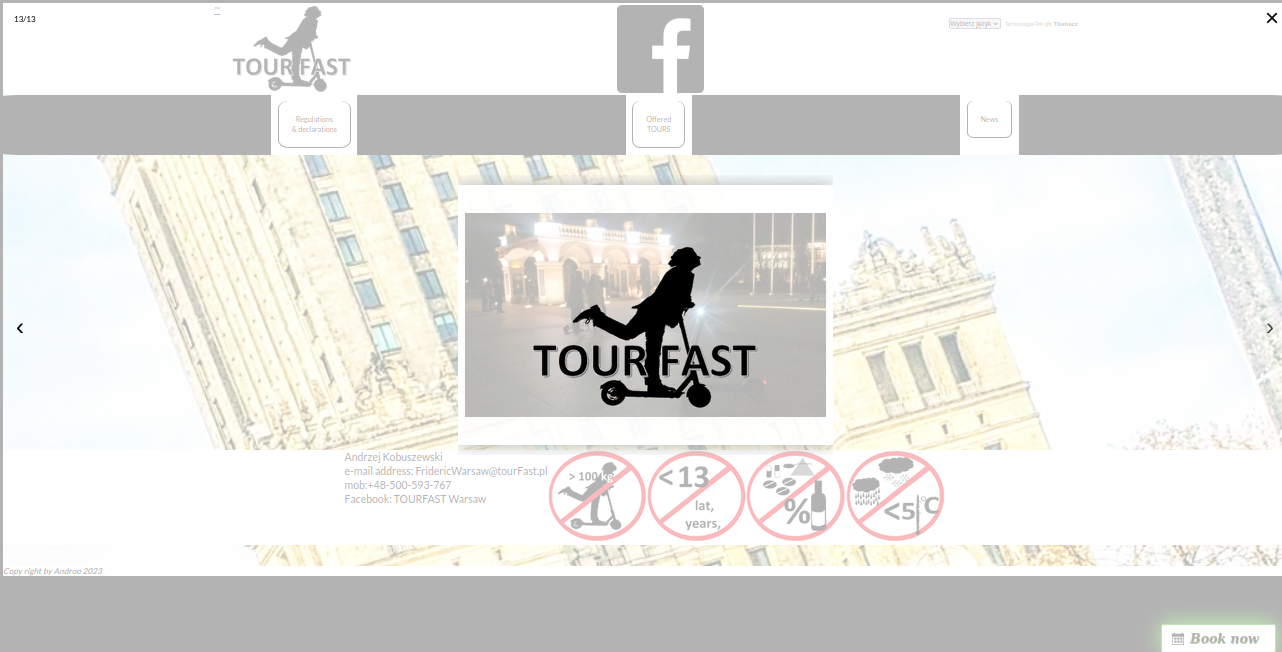 13/13
TOUR FAST
Wybierz język
Technologia Google Tłumacz
Regulations
& declarations
Offered
TOURS
News
TOUR FAST
Andrzej Kobuszewski
e-mail address: FridericWarsaw@tourFast.pl
mob:+48-500-593-767
Facebook: TOURFAST Warsaw
> 100 kg
< 13
lat,
years,
%
<5 °C
Copy right by Androo 2023
Book now